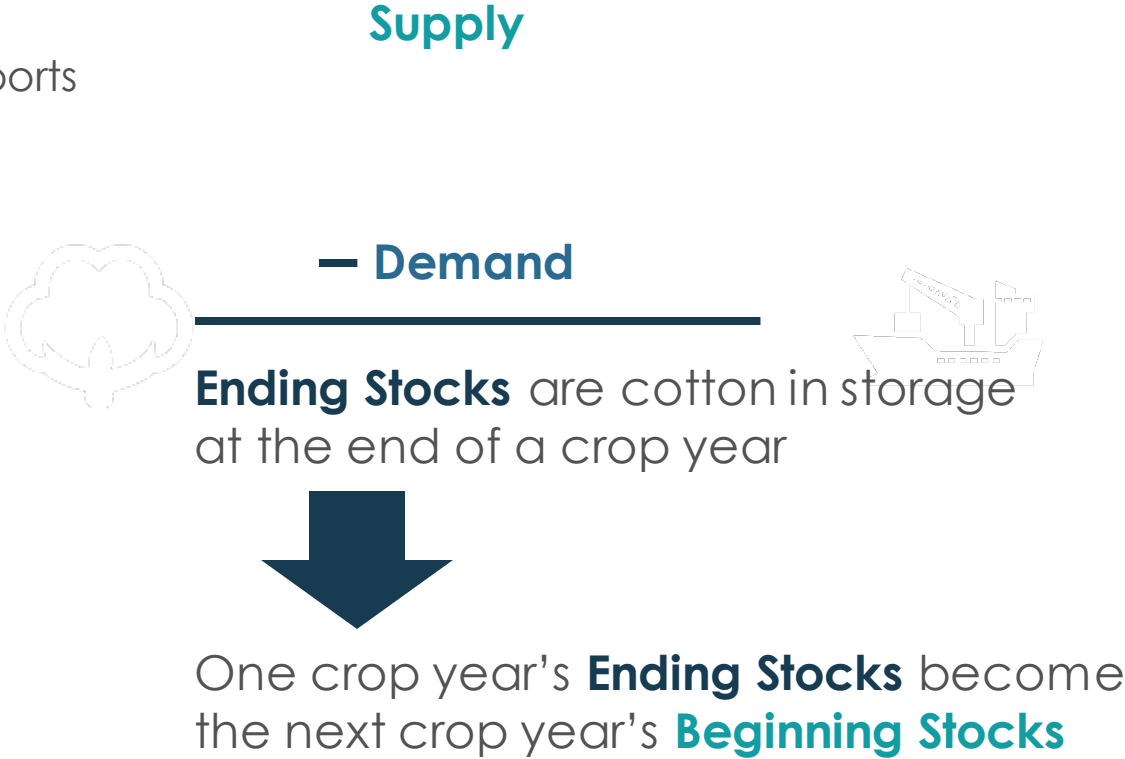 Supply
– Demand
Ending Stocks are cotton in storage
at the end of a crop year
One crop year’s Ending Stocks become
the next crop year’s Beginning Stocks